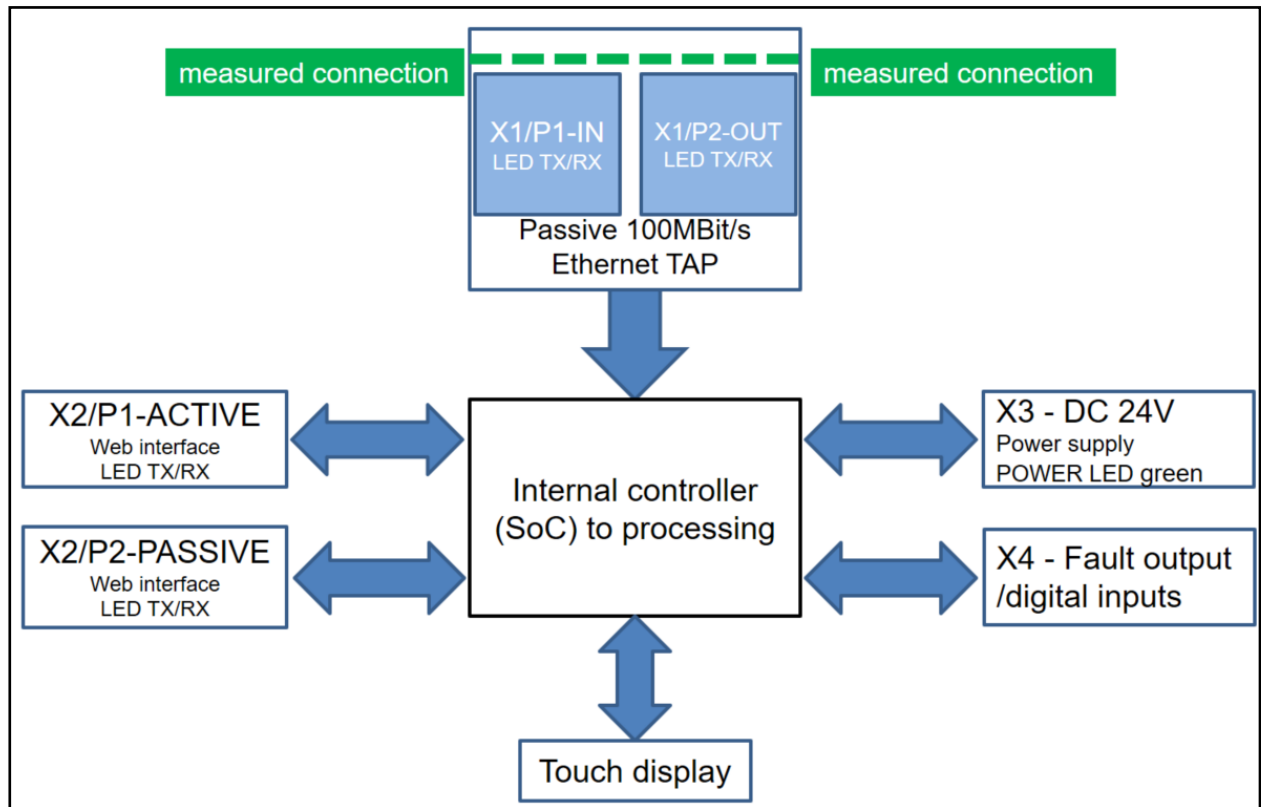 measured connection
measured connection
X1/P1-IN
LED TX/RX
X1/P2-OUT
LED TX/RX
Passive 100MBit/s
Ethernet TAP
X2/P1-ACTIVE
Web interface
LED TX/RX
X2/P2-PASSIVE
Web interface
LED TX/RX
Internal controller
(SoC) to processing
X3 - DC 24V
Power supply
POWER LED green
X4 - Fault output
/digital inputs
Touch display